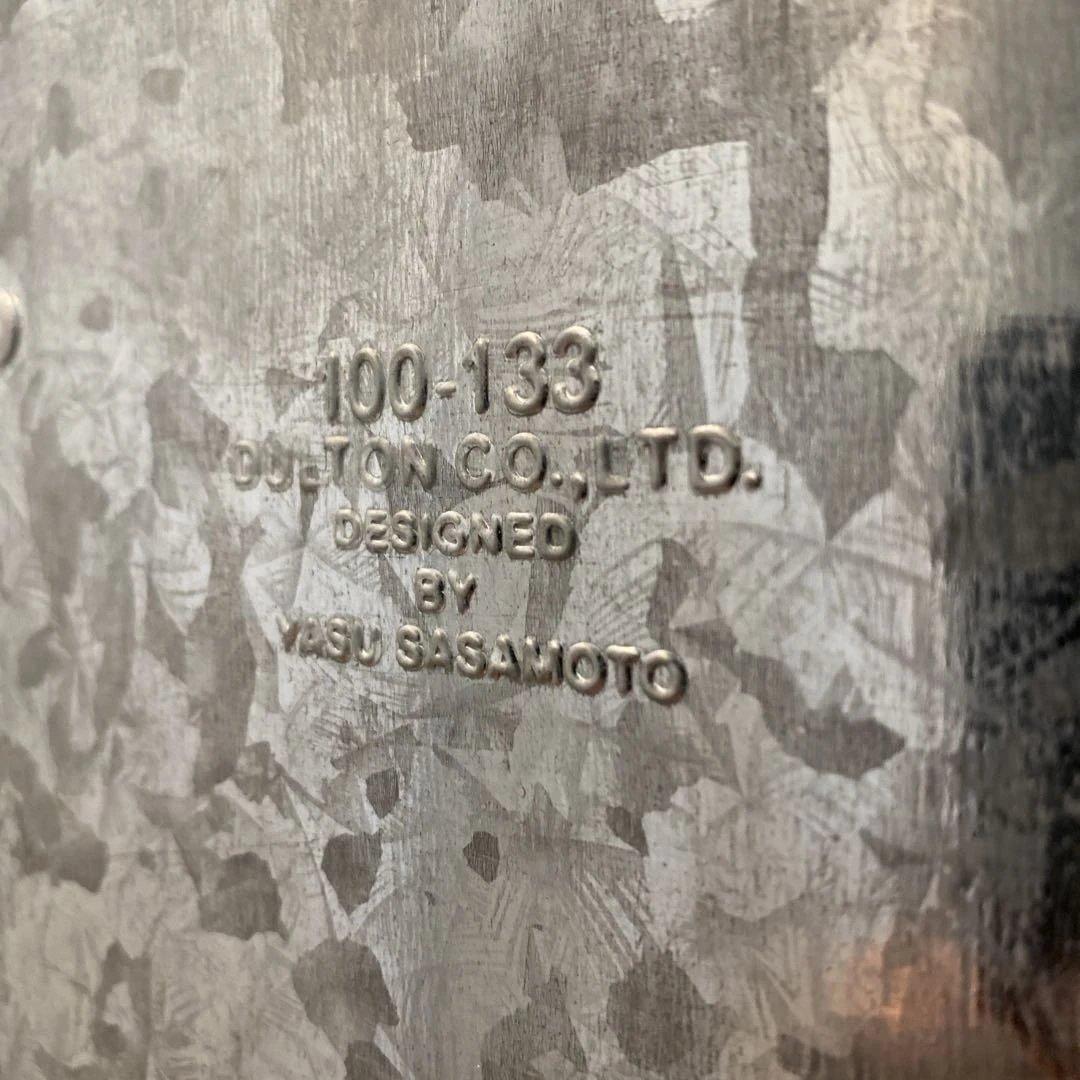 100-133
DULTON CO.,LTD.
DESIGNED
BY
YASU SASAMOTO